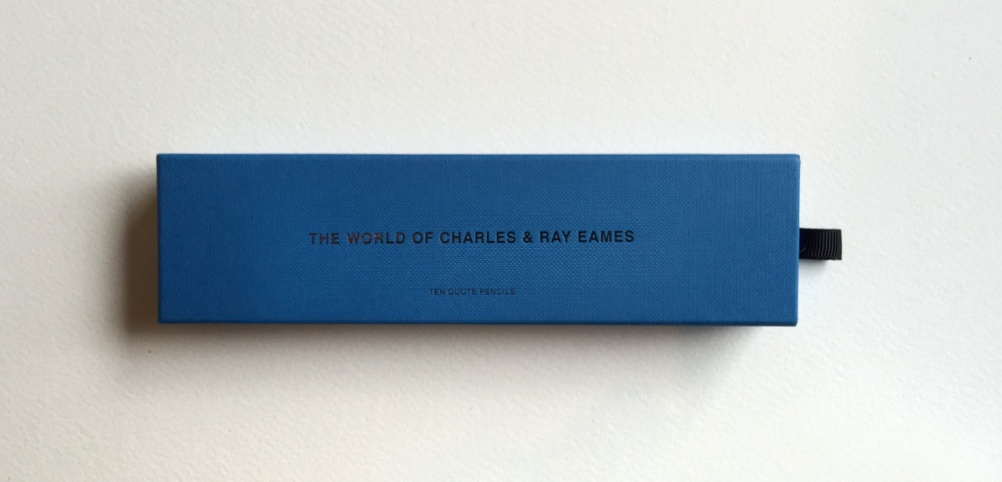 THE WORLD OF CHARLES & RAY EAMES
TEN QUOTE PENCILS